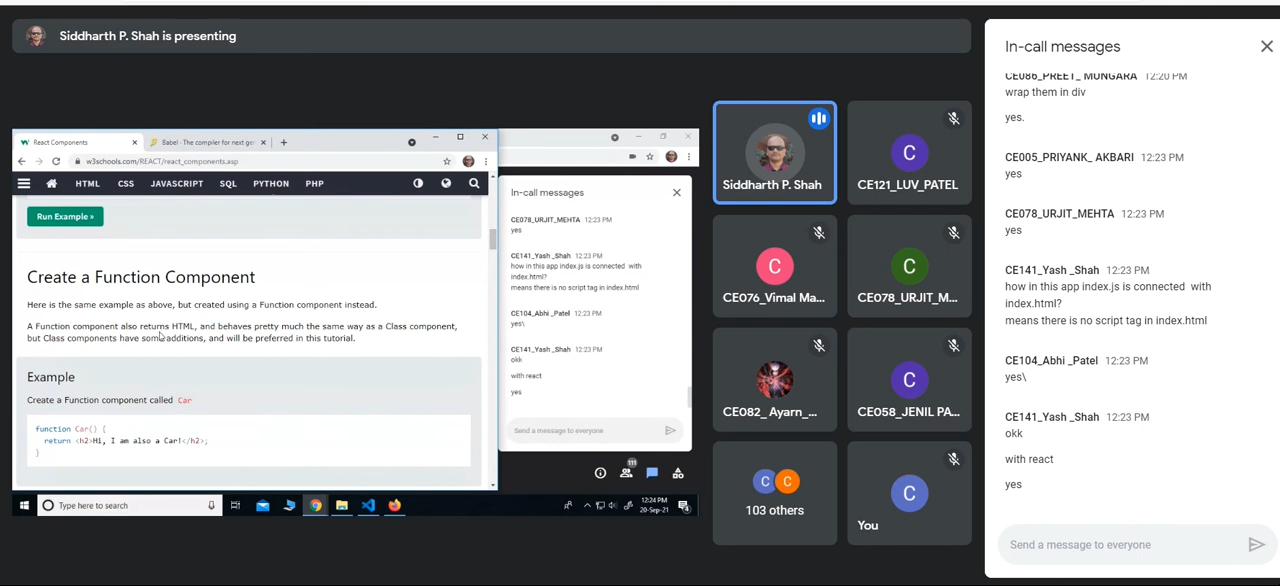 Siddharth P. Shah is presenting
React Components
Babel · The compiler for next ge
w3schools.com/REACT/react_components.asp
HTML CSS JAVASCRIPT SQL PYTHON PHP
Run Example »
Create a Function Component
Here is the same example as above, but created using a Function component instead.
A Function component also returns HTML, and behaves pretty much the same way as a Class component,
but Class components have some additions, and will be preferred in this tutorial.
Example
Create a Function component called Car
function Car() {
return <h2>Hi, I am also a Car!</h2>;
}
Type here to search
In-call messages
CE078_URJIT_MEHTA 12:23 PM
yes
CE141_Yash _Shah 12:23 PM
how in this app index.js is connected with
index.html?
means there is no script tag in index.html
CE104_Abhi _Patel 12:23 PM
yes\
CE141_Yash _Shah 12:23 PM
okk
with react
yes
Send a message to everyone
111
12:24 PM
20-Sep-21
Siddharth P. Shah
C
CE121_LUV_PATEL
C
CE076_Vimal Ma...
C
CE078_URJIT_M...
CE082_ Ayarn_...
C
CE058_JENIL PA...
C C
103 others
C
You
In-call messages
CE086_PREET_ MUNGARA 12:20 PM
wrap them in div
yes.
CE005_PRIYANK_ AKBARI 12:23 PM
yes
CE078_URJIT_MEHTA 12:23 PM
yes
CE141_Yash _Shah 12:23 PM
how in this app index.js is connected with
index.html?
means there is no script tag in index.html
CE104_Abhi _Patel 12:23 PM
yes\
CE141_Yash _Shah 12:23 PM
okk
with react
yes
Send a message to everyone